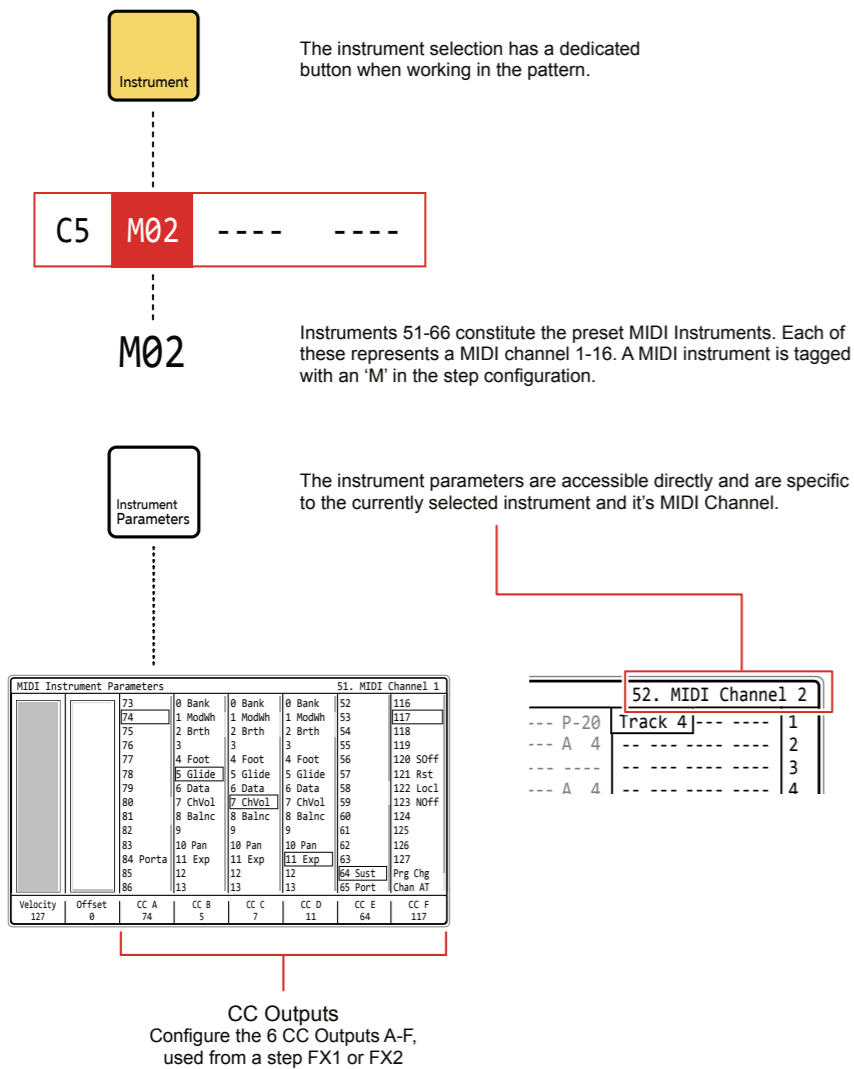 Instrument
The instrument selection has a dedicated
button when working in the pattern.
C5 M02 ---- ----
M02
Instruments 51-66 constitute the preset MIDI Instruments. Each of
these represents a MIDI channel 1-16. A MIDI instrument is tagged
with an ‘M’ in the step configuration.
Instrument
Parameters
The instrument parameters are accessible directly and are specific
to the currently selected instrument and it’s MIDI Channel.
MIDI Instrument Parameters 51. MIDI Channel 1
73 0 Bank 0 Bank 0 Bank 52 116
74 1 ModWh 1 ModWh 1 ModWh 53 117
75 2 Brth 2 Brth 2 Brth 54 118
76 3 3 3 55 119
77 4 Foot 4 Foot 4 Foot 56 120 SOff
78 5 Glide 5 Glide 5 Glide 57 121 Rst
79 6 Data 6 Data 6 Data 58 122 Locl
80 7 ChVol 7 ChVol 7 ChVol 59 123 NOff
81 8 Balnc 8 Balnc 8 Balnc 60 124
82 9 9 9 61 125
83 10 Pan 10 Pan 10 Pan 62 126
84 Porta 11 Exp 11 Exp 11 Exp 63 127
85 12 12 12 64 Sust Prg Chg
86 13 13 13 65 Port Chan AT
Velocity Offset CC A CC B CC C CC D CC E CC F
127 0 74 5 7 11 64 117
52. MIDI Channel 2
--- P-20 Track 4 --- ---- 1
--- A 4 -- --- ---- ---- 2
--- ---- -- --- ---- ---- 3
--- A 4 -- --- ---- ---- 4
CC Outputs
Configure the 6 CC Outputs A-F,
used from a step FX1 or FX2